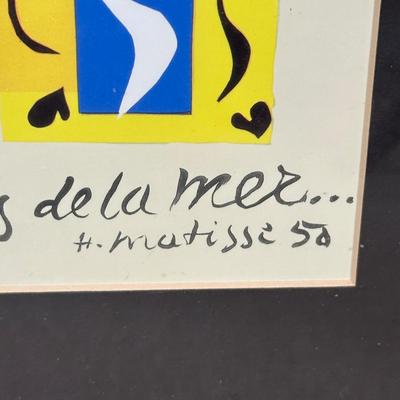 de la mer...
H. matisse 50